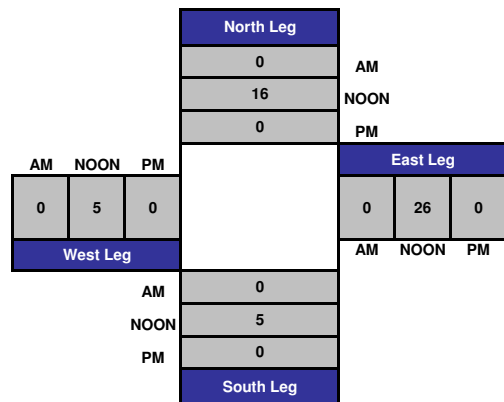 North Leg
0 AM
16 NOON
0 PM
AM NOON PM
East Leg
0 5 0
0 26 0
West Leg
AM NOON PM
AM 0
NOON 5
PM 0
South Leg